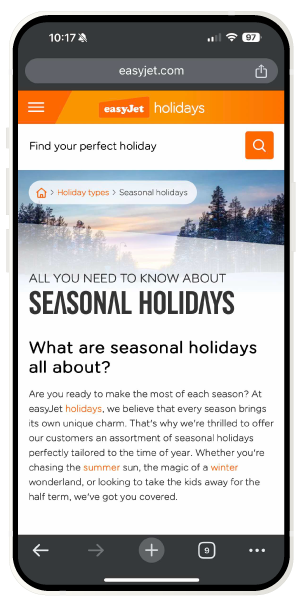 10:17
97
easyjet.com
easyJet holidays
Find your perfect holiday
Holiday types > Seasonal holidays
ALL YOU NEED TO KNOW ABOUT
SEASONAL HOLIDAYS
What are seasonal holidays
all about?
Are you ready to make the most of each season? At
easyJet holidays, we believe that every season brings
its own unique charm. That's why we're thrilled to offer
our customers an assortment of seasonal holidays
perfectly tailored to the time of year. Whether you're
chasing the summer sun, the magic of a winter
wonderland, or looking to take the kids away for the
half term, we've got you covered.
9